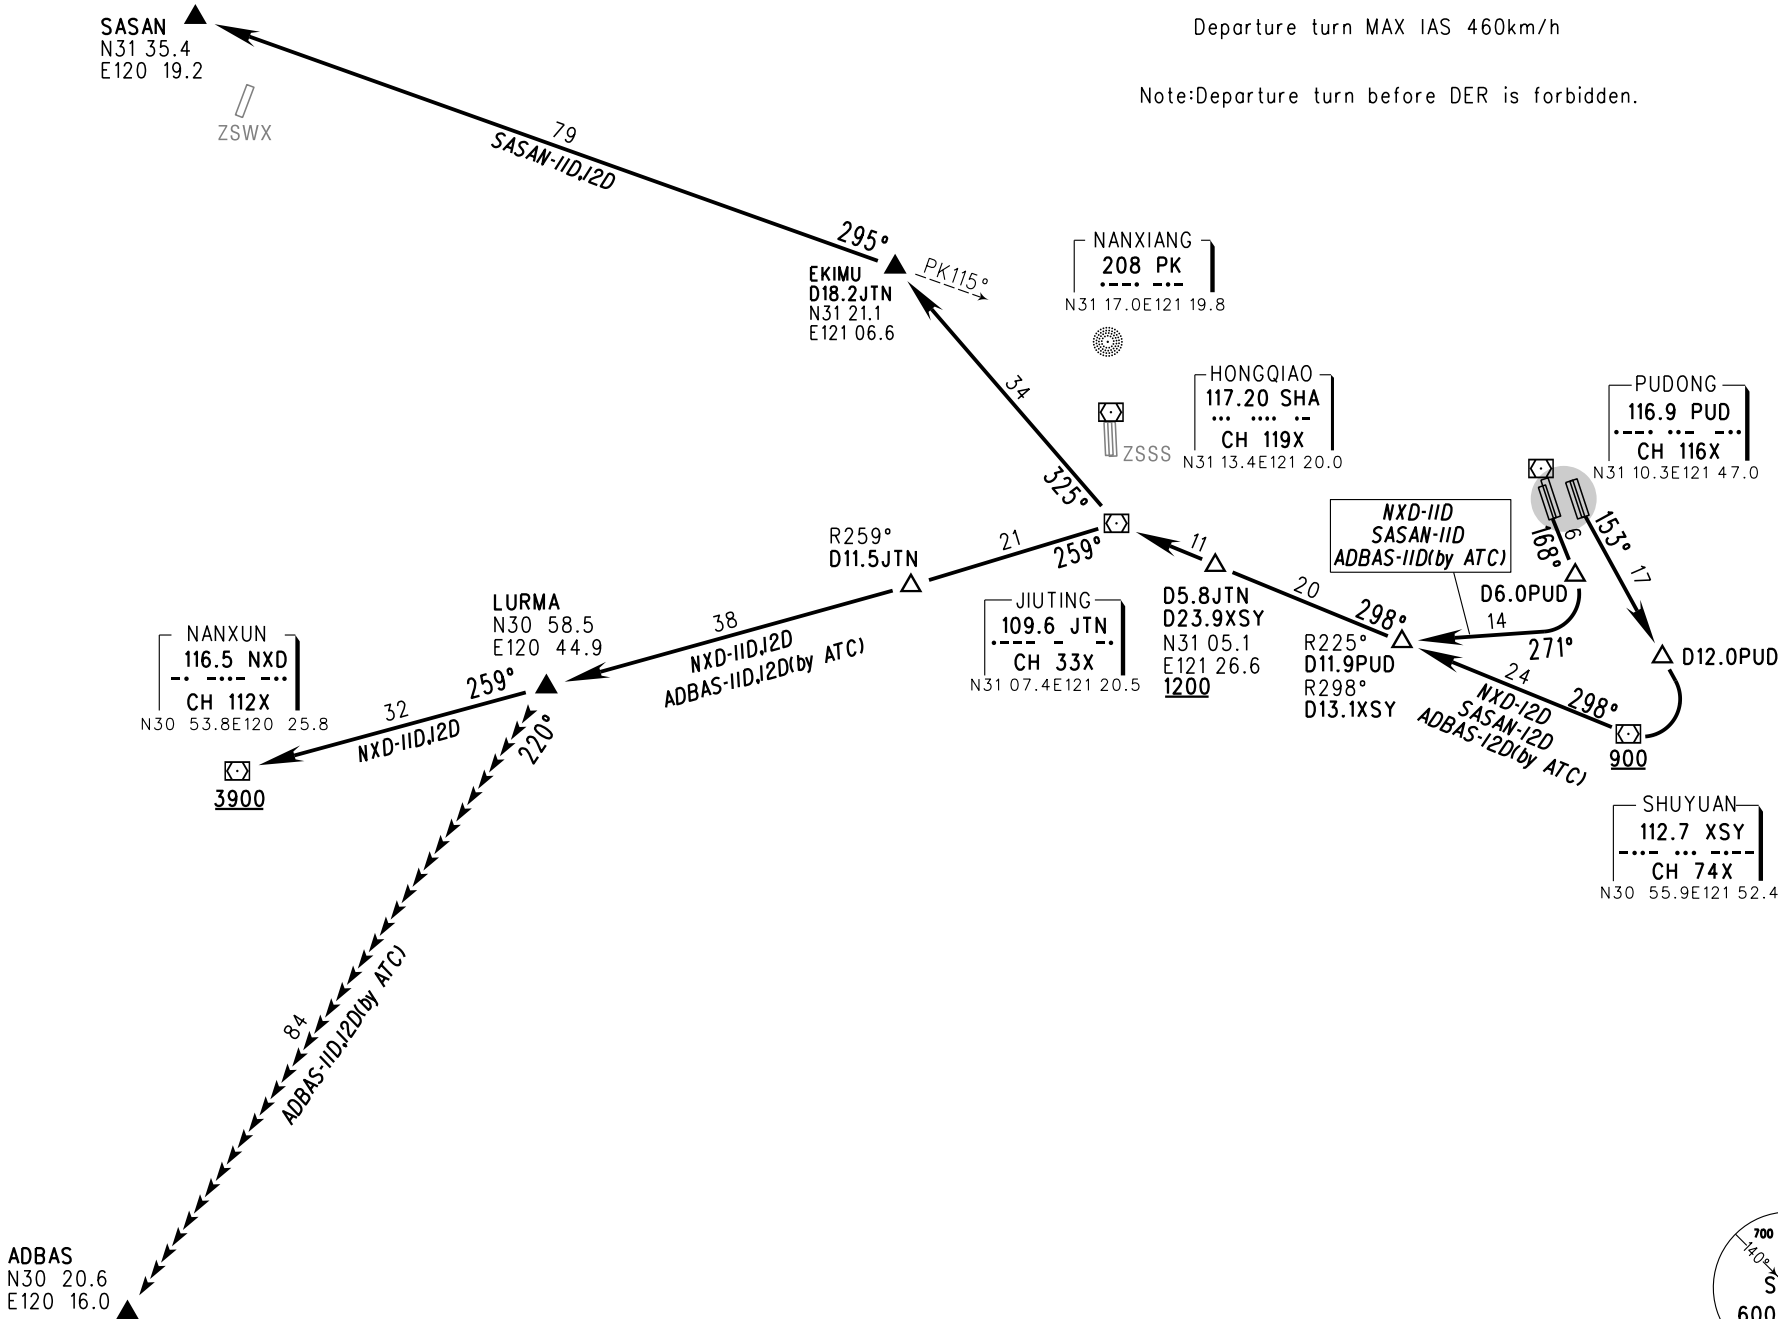 SASAN
N31 35.4
E120 19.2
ZSWX
Departure turn MAX IAS 460km/h
Note:Departure turn before DER is forbidden.
79
SASAN-11D,12D
295°
EKIMU
D18.2JTN
N31 21.1
E121 06.6
PK115°
NANXIANG
208 PK
N31 17.0E121 19.8
HONGQIAO
117.20 SHA
CH 119X
N31 13.4E121 20.0
ZSSS
PUDONG
116.9 PUD
CH 116X
N31 10.3E121 47.0
34
325°
259°
21
R259°
D11.5JTN
11
20
298°
NXD-11D
SASAN-11D
ADBAS-11D(by ATC)
168°
6
153°
17
D6.0PUD
14
271°
D12.0PUD
JIUTING
109.6 JTN
CH 33X
N31 07.4E121 20.5
D5.8JTN
D23.9XSY
N31 05.1
E121 26.6
1200
R225°
D11.9PUD
R298°
D13.1XSY
24
298°
NXD-12D
SASAN-12D
ADBAS-12D(by ATC)
900
SHUYUAN
112.7 XSY
CH 74X
N30 55.9E121 52.4
LURMA
N30 58.5
E120 44.9
38
NXD-11D,12D
ADBAS-11D,12D(by ATC)
NANXUN
116.5 NXD
CH 112X
N30 53.8E120 25.8
259°
32
NXD-11D,12D
220°
3900
84
ADBAS-11D,12D(by ATC)
ADBAS
N30 20.6
E120 16.0
700
140°
S
600